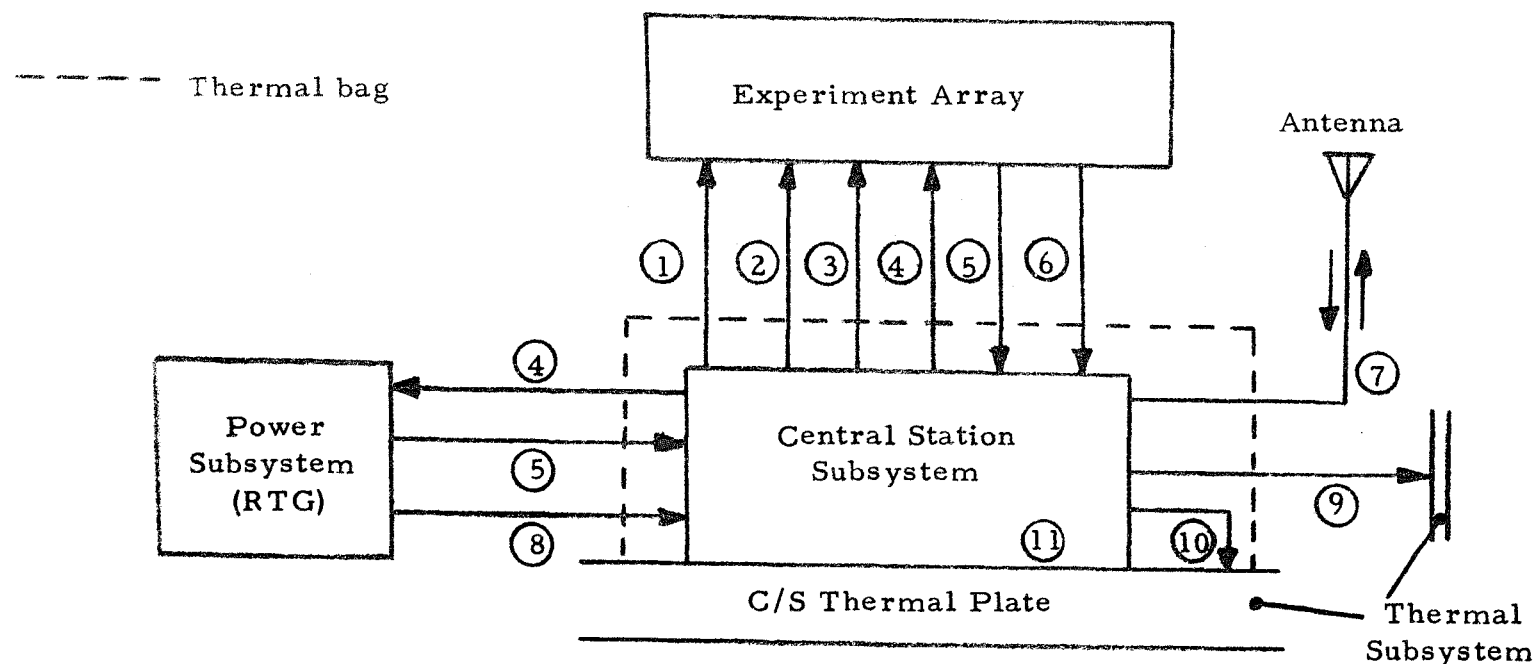 Experiment Array
Thermal bag
Antenna
1
2
3
4
5
6
7
4
Power
Subsystem
(RTG)
5
8
Central Station
Subsystem
9
10
11
C/S Thermal Plate
Thermal
Subsystem